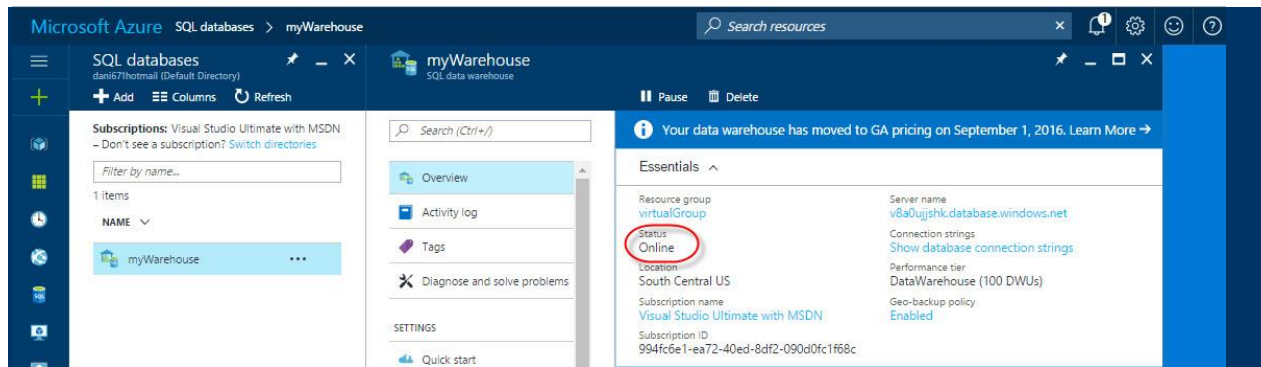 Microsoft Azure SQL databases > myWarehouse
Search resources
SQL databases
dani671hotmail (Default Directory)
Add Columns Refresh
Subscriptions: Visual Studio Ultimate with MSDN
– Don't see a subscription? Switch directories
Filter by name...
1 items
NAME
myWarehouse
...
myWarehouse
SQL data warehouse
Search (Ctrl+/)
Overview
Activity log
Tags
Diagnose and solve problems
SETTINGS
Quick start
Pause Delete
Your data warehouse has moved to GA pricing on September 1, 2016. Learn More →
Essentials
Resource group
virtualGroup
Status
Online
Location
South Central US
Subscription name
Visual Studio Ultimate with MSDN
Subscription ID
994fc6e1-ea72-40ed-8df2-090d0fc1f68c
Server name
v8a0ujjshk.database.windows.net
Connection strings
Show database connection strings
Performance tier
DataWarehouse (100 DWUs)
Geo-backup policy
Enabled